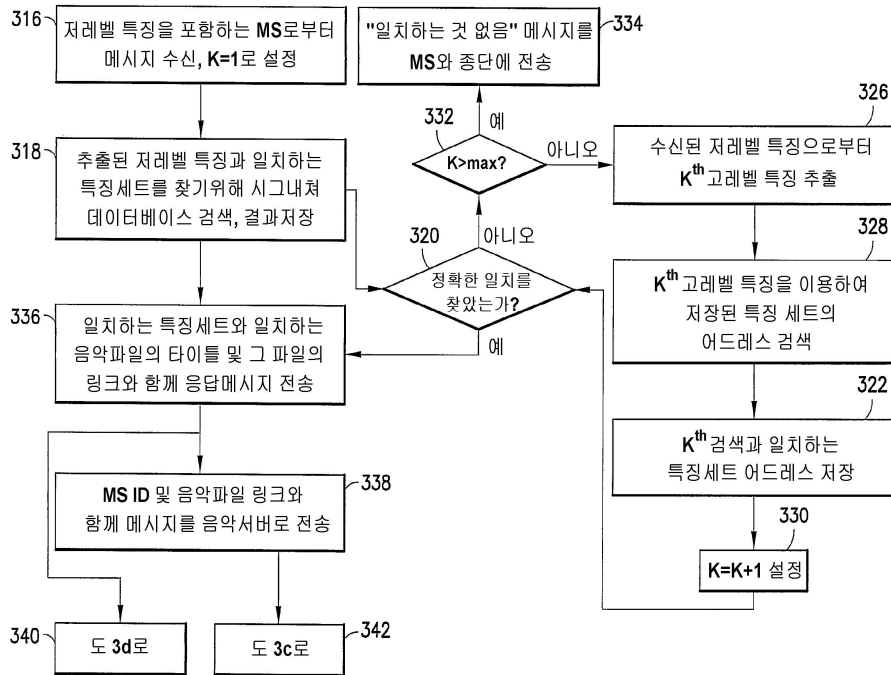 316
저레벨 특징을 포함하는 MS로부터
메시지 수신, K=1로 설정
"일치하는 것 없음" 메시지를
MS와 종단에 전송
334
예
332
K>max?
아니오
326
수신된 저레벨 특징으로부터
Kth 고레벨 특징 추출
318
추출된 저레벨 특징과 일치하는
특징세트를 찾기위해 시그내쳐
데이터베이스 검색, 결과저장
아니오
320
정확한 일치를
찾았는가?
예
328
Kth 고레벨 특징을 이용하여
저장된 특징 세트의
어드레스 검색
336
일치하는 특징세트와 일치하는
음악파일의 타이틀 및 그 파일의
링크와 함께 응답메시지 전송
322
Kth 검색과 일치하는
특징세트 어드레스 저장
MS ID 및 음악파일 링크와
함께 메시지를 음악서버로 전송
338
330
K=K+1 설정
340
도 3d로
도 3c로
342